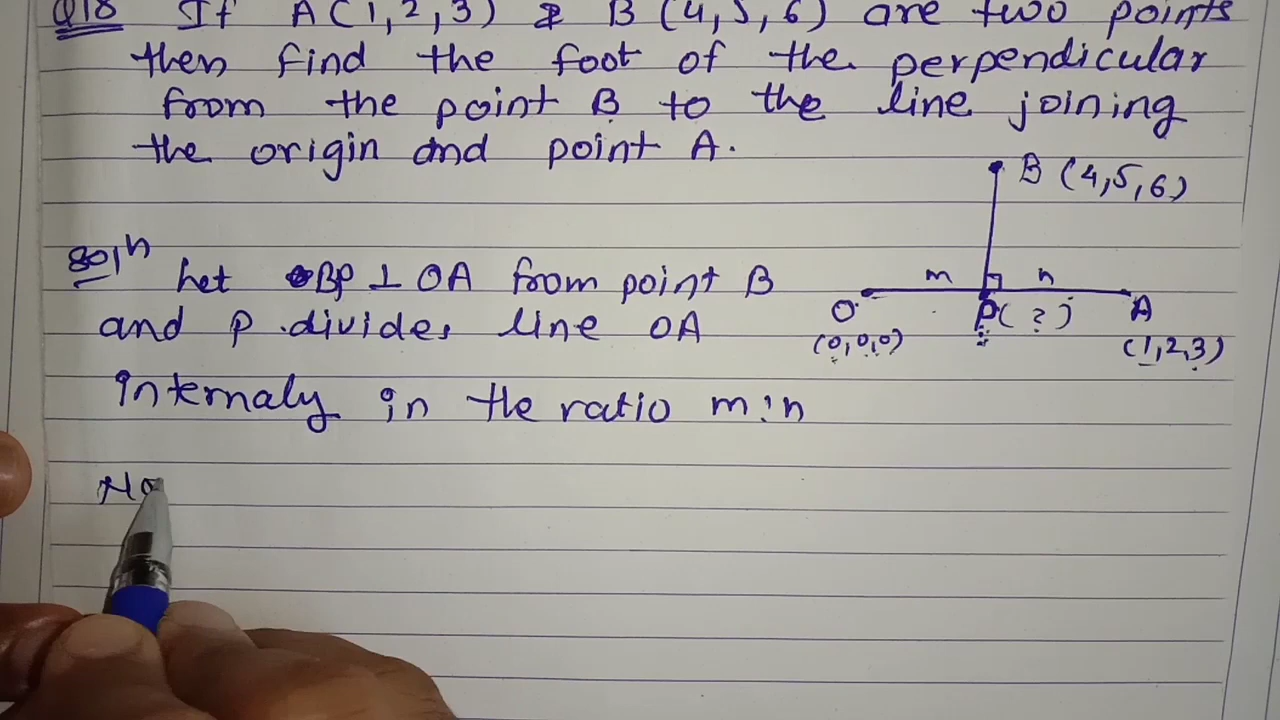 Q18 If A(1,2,3) & B(4,5,6) are two points
then find the foot of the perpendicular
from the point B to the line joining
the origin and point A.
B (4,5,6)
Soln
let BP ⊥ OA from point B
m n
and P divides line OA
O P(?) A
(0,0,0) (1,2,3)
internaly in the ratio m:n
No